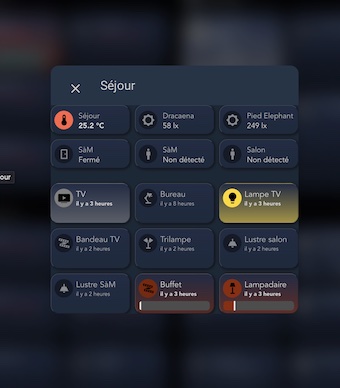 Séjour
Séjour
25.2 °C
Dracaena
58 lx
Pied Elephant
249 lx
SàM
Fermé
SàM
Non détecté
Salon
Non détecté
our
TV
il y a 3 heures
Bureau
il y a 8 heures
Lampe TV
il y a 3 heures
Bandeau TV
il y a 2 heures
Trilampe
il y a 2 heures
Lustre salon
il y a 2 heures
Lustre SàM
il y a 2 heures
Buffet
il y a 3 heures
Lampadaire
il y a 3 heures